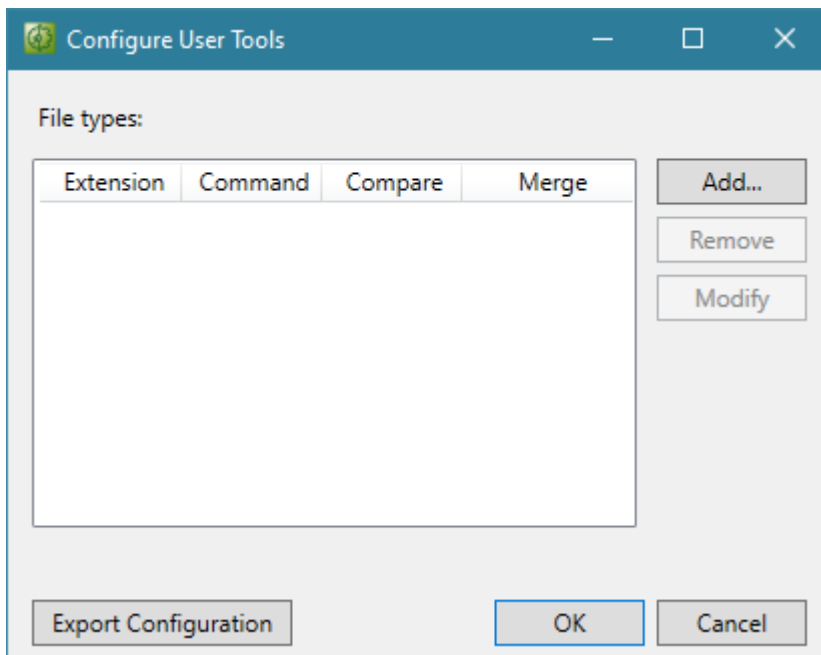 Configure User Tools
File types:
Extension Command Compare Merge
Add...
Remove
Modify
Export Configuration OK Cancel